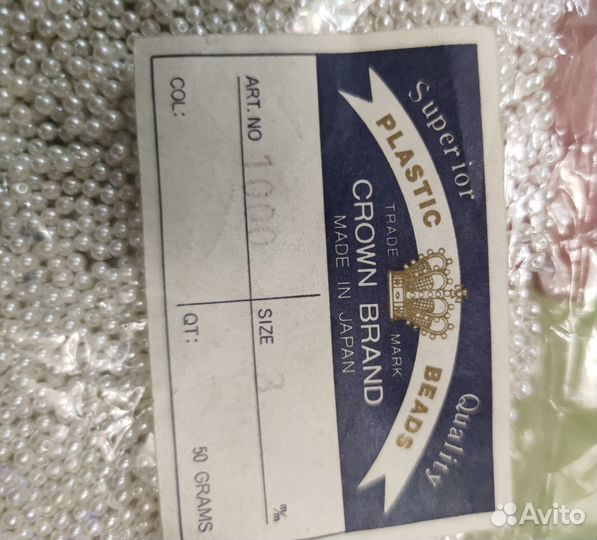 Superior Quality
PLASTIC BEADS
TRADE MARK
CROWN BRAND
MADE IN JAPAN
ART. NO 1000 SIZE 3 m/m
COL: QT: 50 GRAMS
Avito